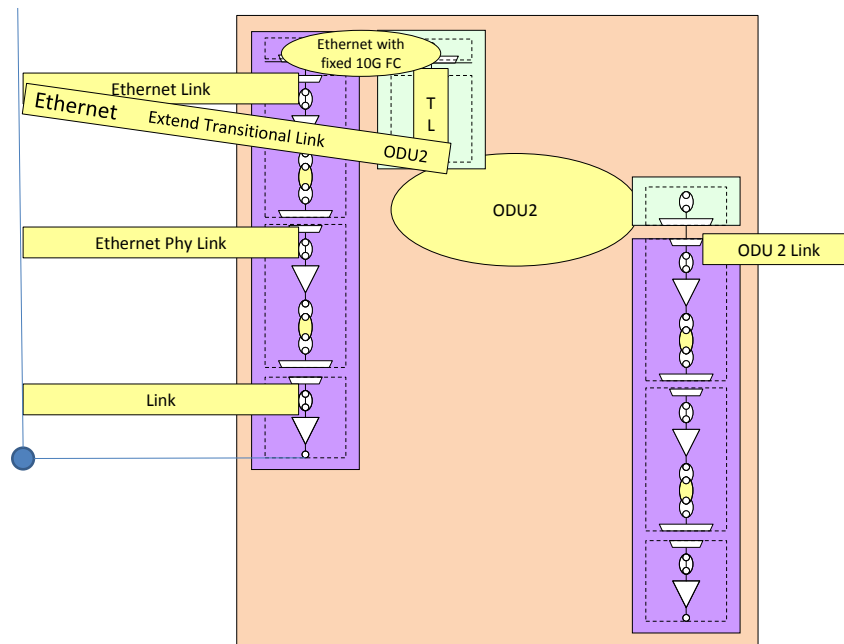 Ethernet with
fixed 10G FC
Ethernet Link
Ethernet Extend Transitional Link ODU2
T
L
ODU2
Ethernet Phy Link
ODU 2 Link
Link